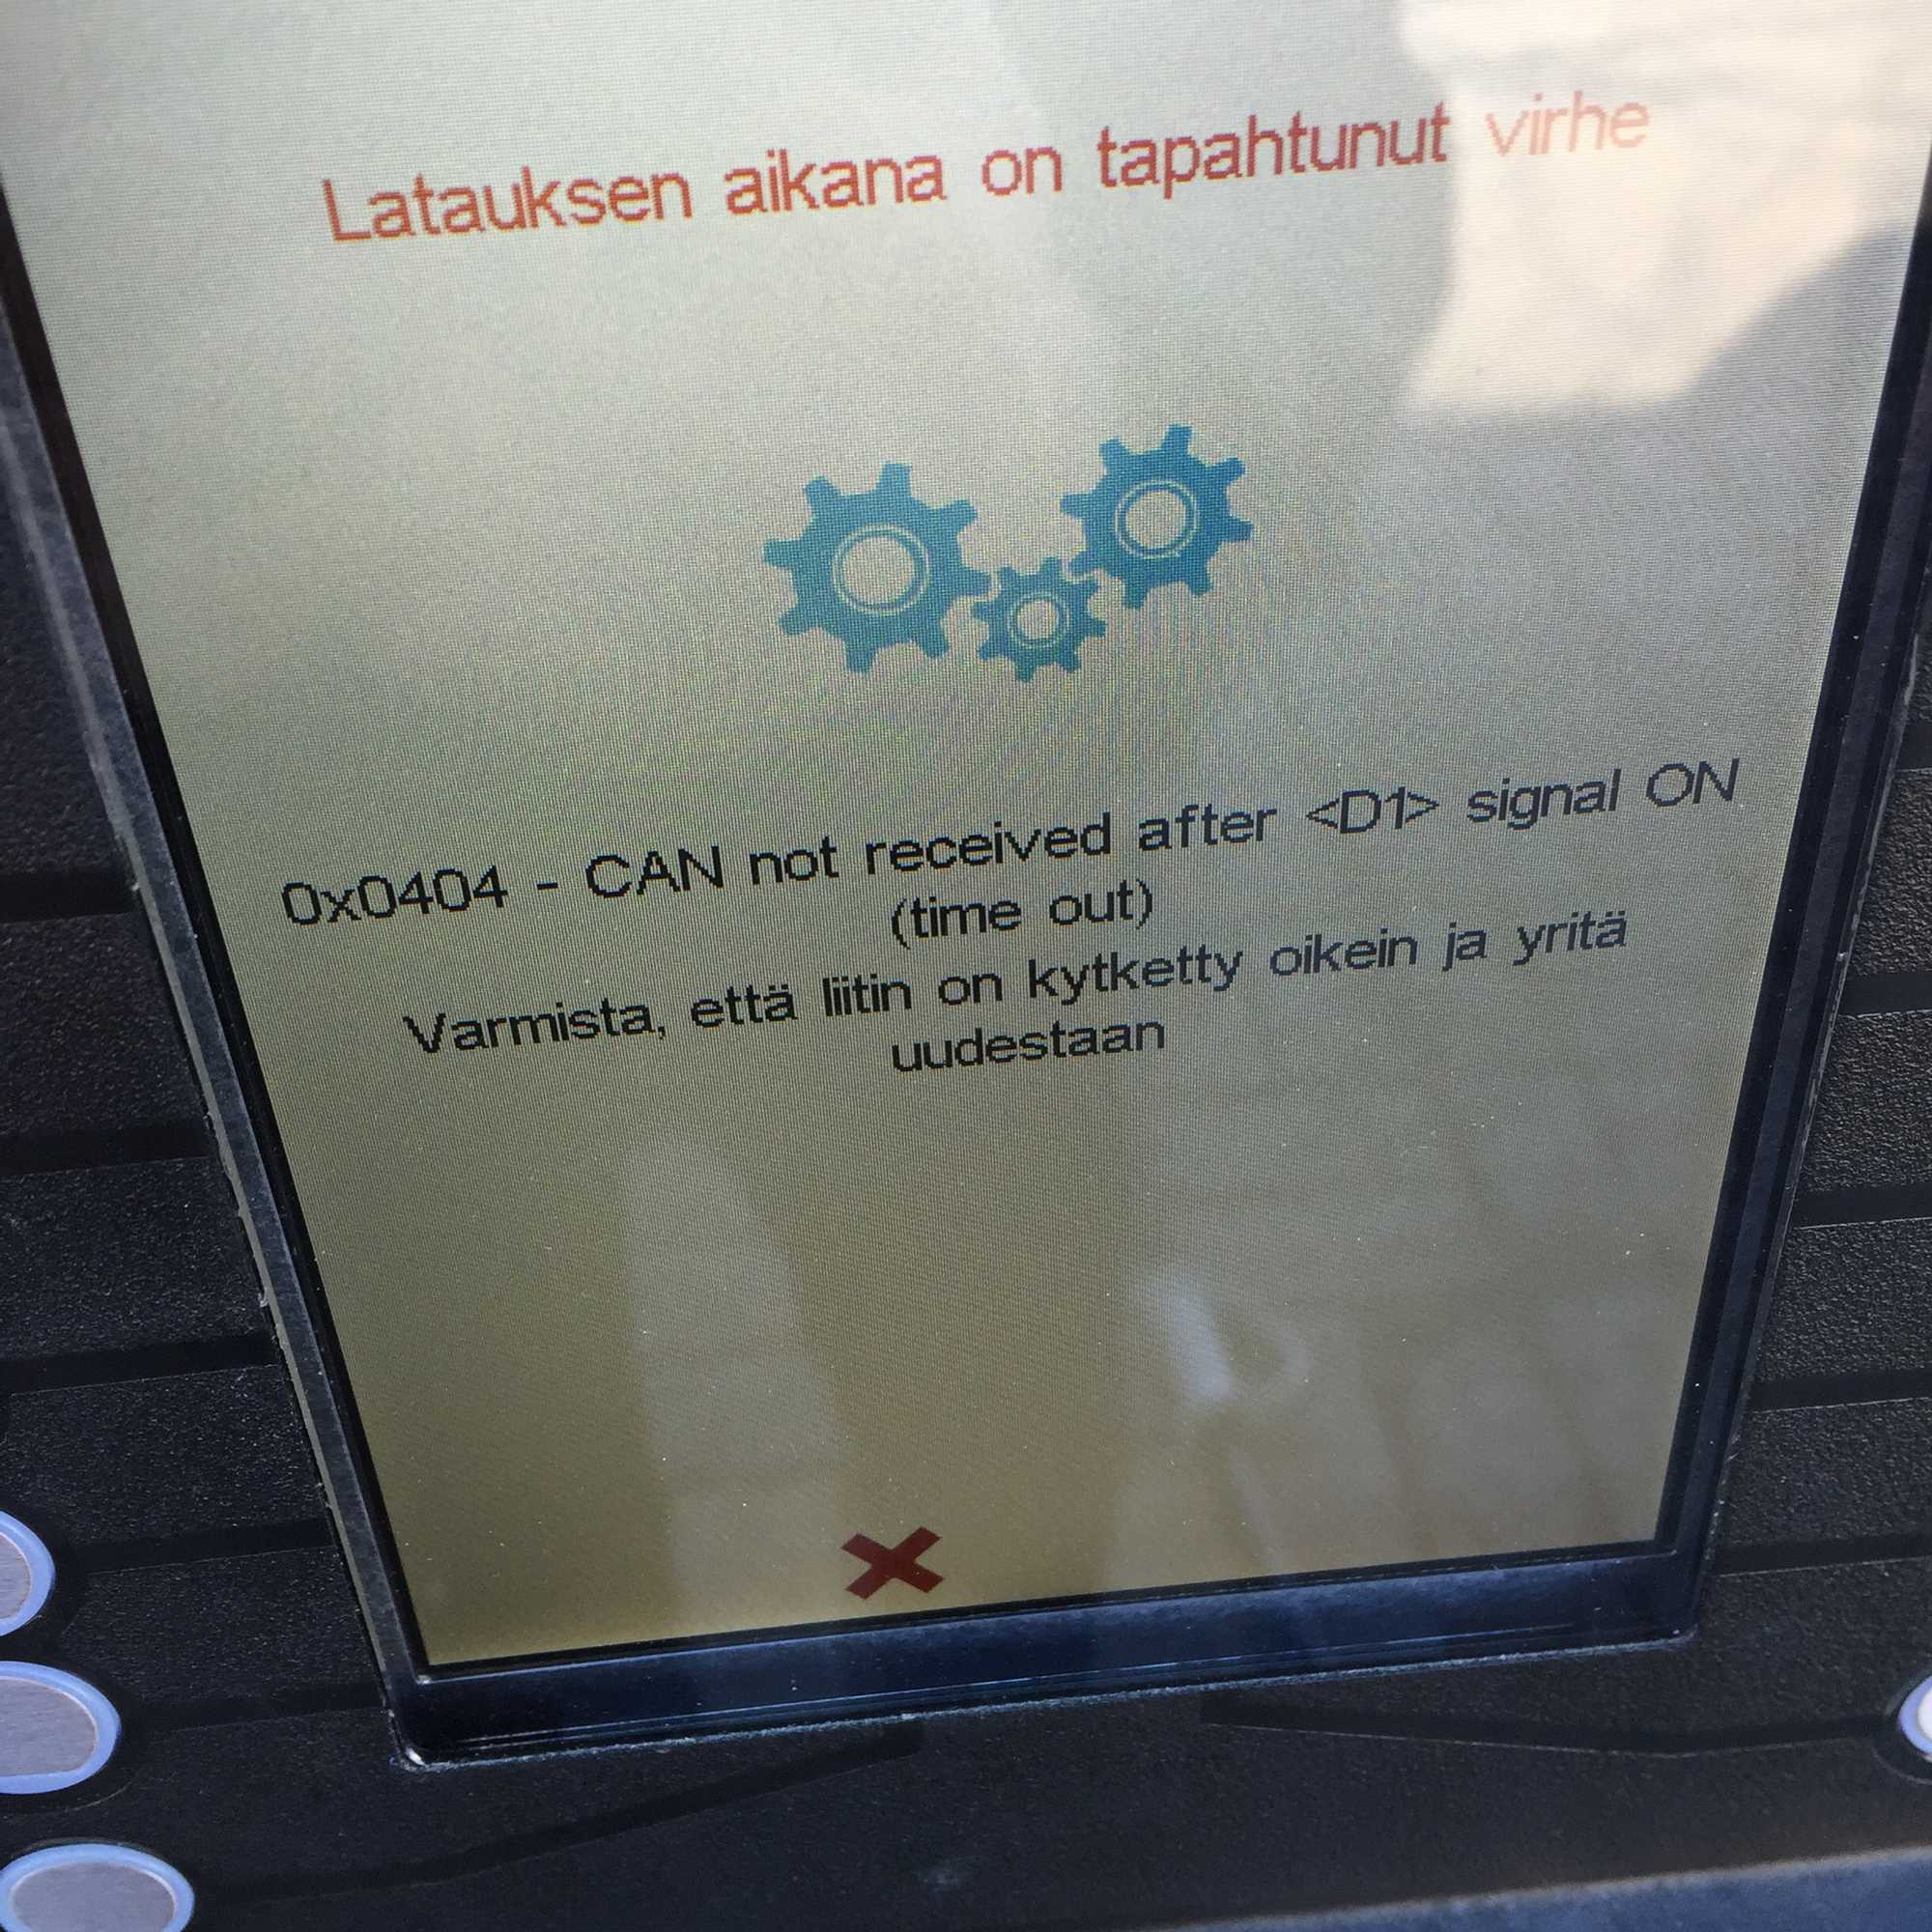 Latauksen aikana on tapahtunut virhe
0x0404 - CAN not received after <D1> signal ON
(time out)
Varmista, että liitin on kytketty oikein ja yritä
uudestaan